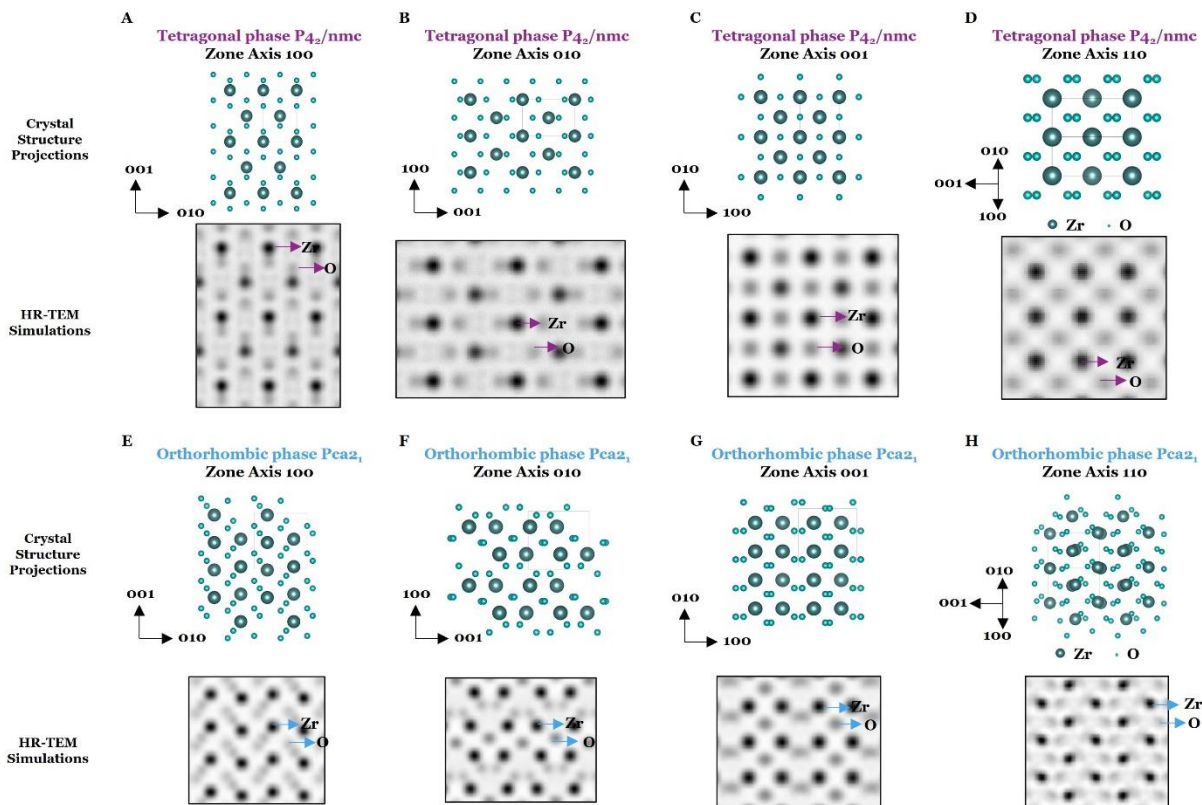 A
Tetragonal phase P4₂/nmc
Zone Axis 100
B
Tetragonal phase P4₂/nmc
Zone Axis 010
C
Tetragonal phase P4₂/nmc
Zone Axis 001
D
Tetragonal phase P4₂/nmc
Zone Axis 110
Crystal
Structure
Projections
001
010
100
001
010
100
010
001
100
Zr
O
HR-TEM
Simulations
Zr
O
Zr
O
Zr
O
Zr
O
E
Orthorhombic phase Pca2₁
Zone Axis 100
F
Orthorhombic phase Pca2₁
Zone Axis 010
G
Orthorhombic phase Pca2₁
Zone Axis 001
H
Orthorhombic phase Pca2₁
Zone Axis 110
Crystal
Structure
Projections
001
010
100
001
010
100
010
001
100
Zr
O
HR-TEM
Simulations
Zr
O
Zr
O
Zr
O
Zr
O